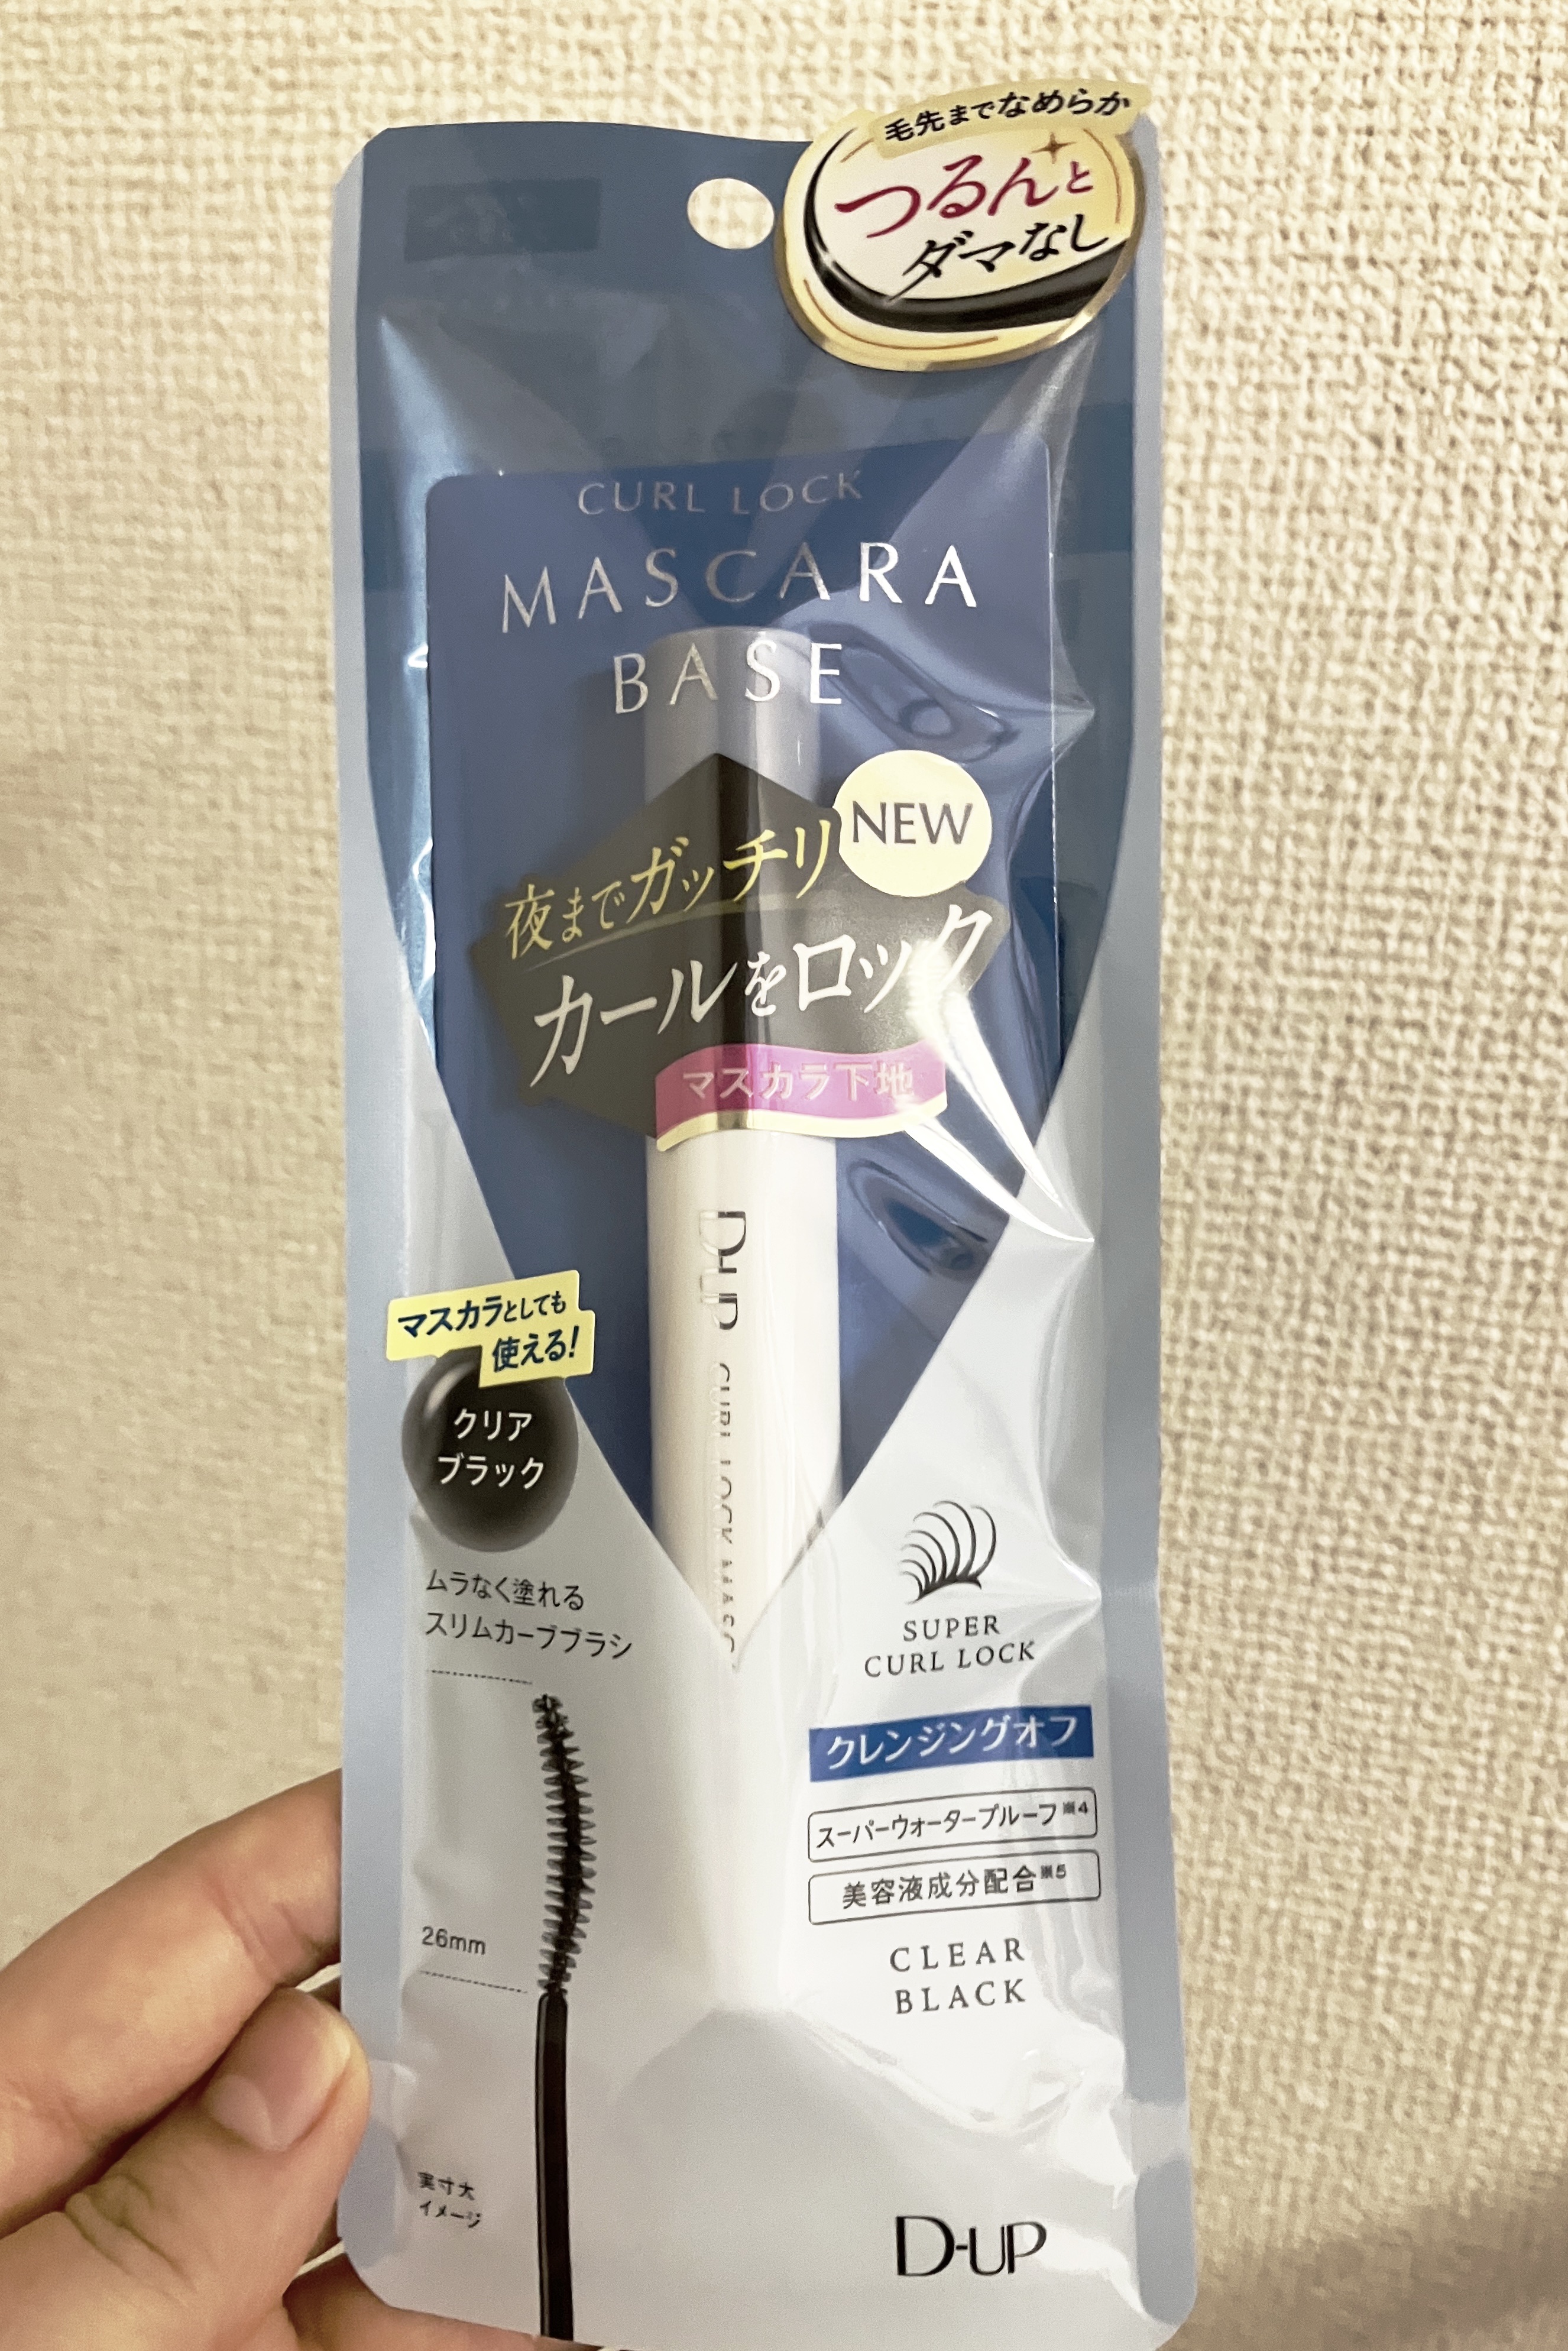 毛先までなめらか
つるんと
ダマなし
CURL LOCK
MASCARA
BASE
NEW
夜までガッチリ
カールをロック
マスカラ下地
D-UP CURL LOCK MASC
マスカラとしても
使える!
クリア
ブラック
ムラなく塗れる
スリムカーブブラシ
26mm
実寸大
イメージ
SUPER
CURL LOCK
クレンジングオフ
スーパーウォータープルーフ※4
美容液成分配合※5
CLEAR
BLACK
D-UP